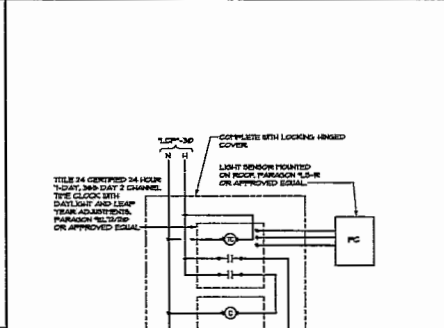 "LCP"-30
N H
COMPLETE WITH LOCKING HINGED
COVER.
LIGHT SENSOR MOUNTED
ON ROOF, PARAGON
OR APPROVED EQUAL
TITLE 24 CERTIFIED 24 HOUR
7-DAY, 365 DAY 2 CHANNEL
TIME CLOCK WITH
DAYLIGHT AND LEAP
YEAR ADJUSTMENTS,
PARAGON
OR APPROVED EQUAL
TC
PC
C